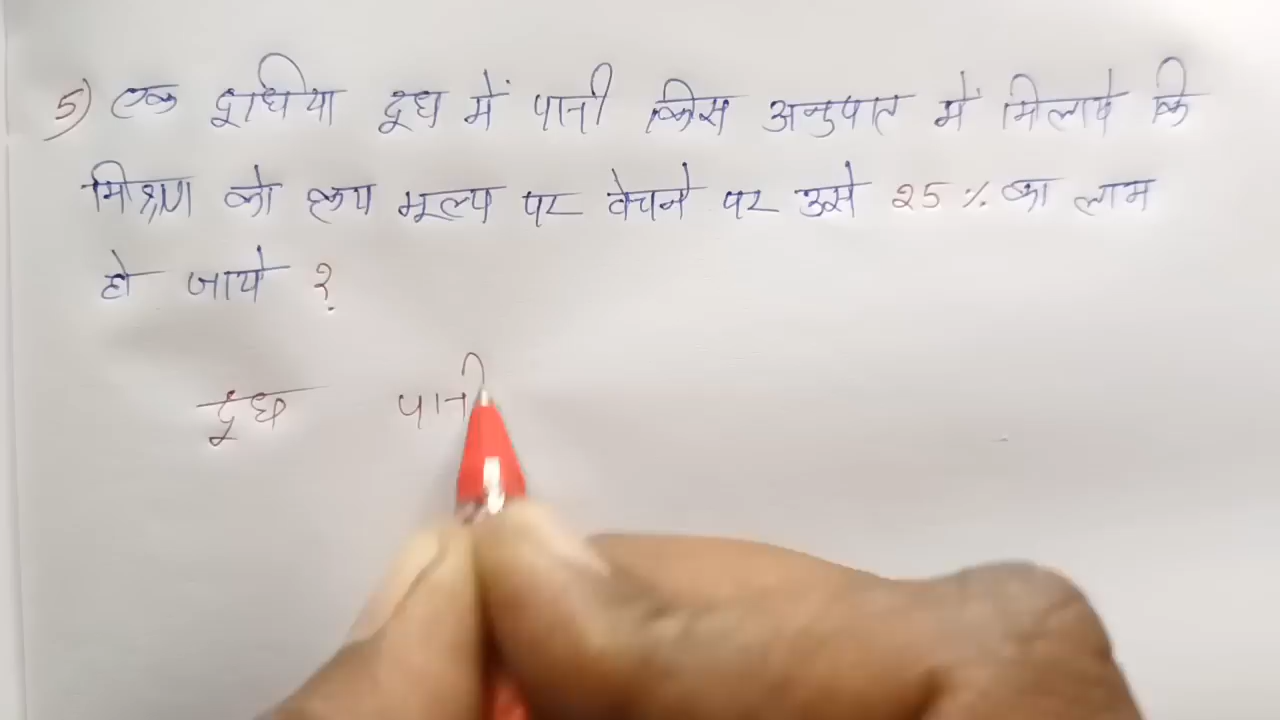 5) एक दूधिया दूध में पानी किस अनुपात में मिलाये कि
मिश्रण को क्रय मूल्य पर बेचने पर उसे 25% का लाभ
हो जाये ?
दूध पानी